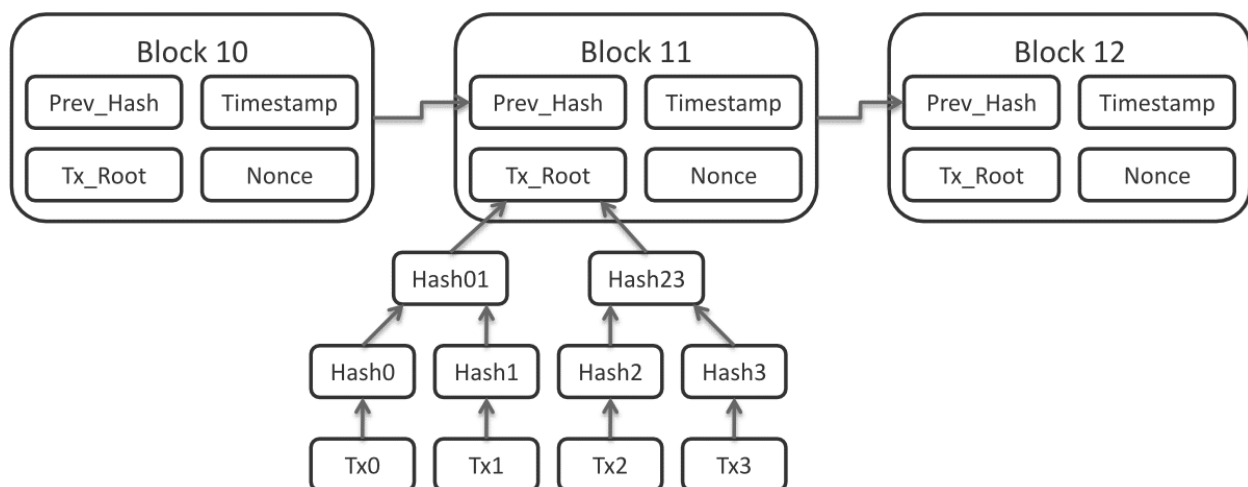 Block 10
Prev_Hash Timestamp
Tx_Root Nonce
Block 11
Prev_Hash Timestamp
Tx_Root Nonce
Block 12
Prev_Hash Timestamp
Tx_Root Nonce
Hash01 Hash23
Hash0 Hash1 Hash2 Hash3
Tx0 Tx1 Tx2 Tx3